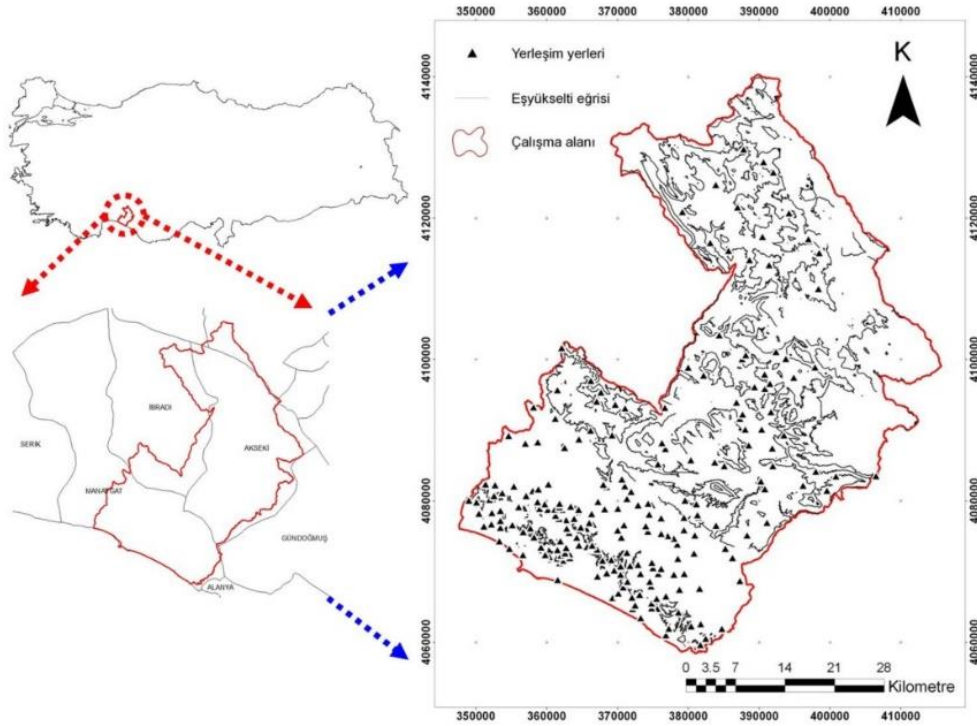 350000 360000 370000 380000 390000 400000 410000
Yerleşim yerleri
Eşyükselti eğrisi
Çalışma alanı
K
4140000
4120000
4100000
4080000
4060000
4140000
4120000
4100000
4080000
4060000
SERİK
İBRADI
AKSEKİ
MANAVGAT
GÜNDOĞMUŞ
ALANYA
0 3.5 7 14 21 28
Kilometre
350000 360000 370000 380000 390000 400000 410000